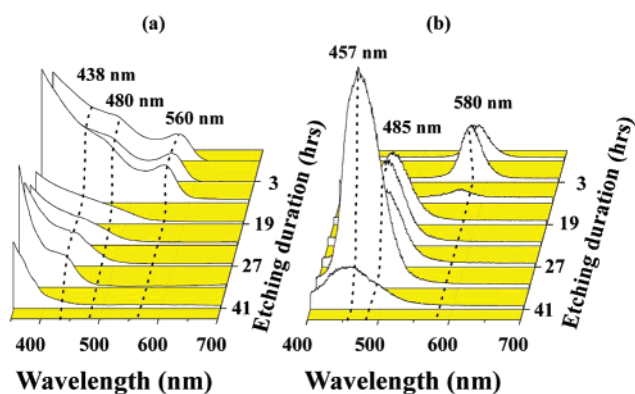 (a)
(b)
438 nm
480 nm
560 nm
457 nm
485 nm
580 nm
3
19
27
41
Etching duration (hrs)
3
19
27
41
Etching duration (hrs)
400 500 600 700
400 500 600 700
Wavelength (nm)
Wavelength (nm)